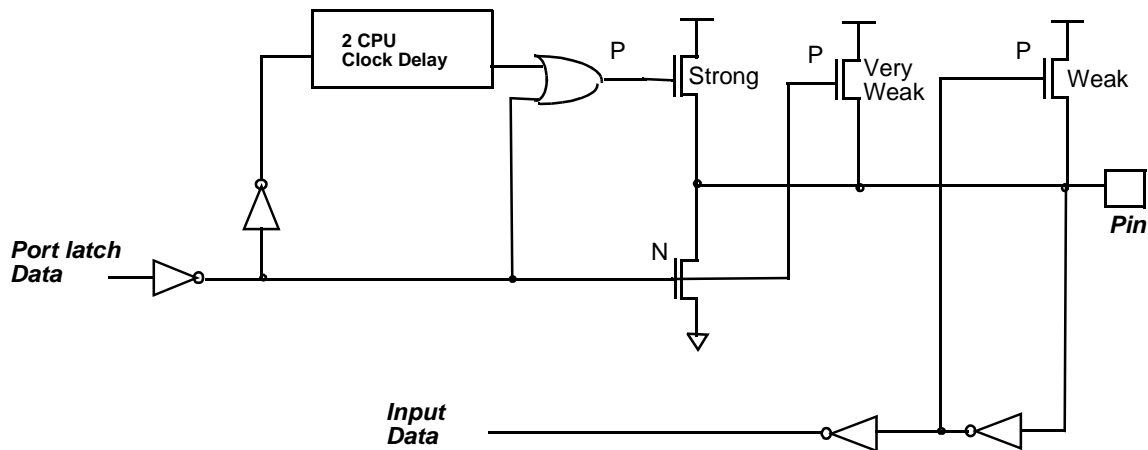 2 CPU
Clock Delay
P
Strong
P
Very
Weak
P
Weak
Pin
Port latch
Data
N
Input
Data